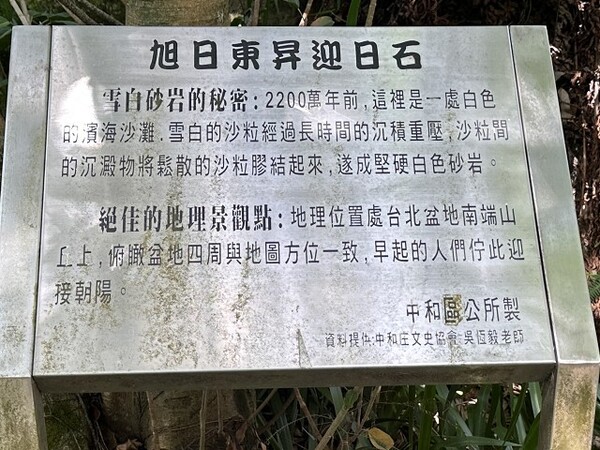 旭日東昇迎日石
雪白砂岩的秘密：2200萬年前，這裡是一處白色
的濱海沙灘．雪白的沙粒經過長時間的沉積重壓，沙粒間
的沉澱物將鬆散的沙粒膠結起來，遂成堅硬白色砂岩。
絕佳的地理景觀點：地理位置處台北盆地南端山
上，俯瞰盆地四周與地圖方位一致，早起的人們佇此迎
接朝陽。
中和區公所製
資料提供：中和庄文史協會-吳恆毅老師